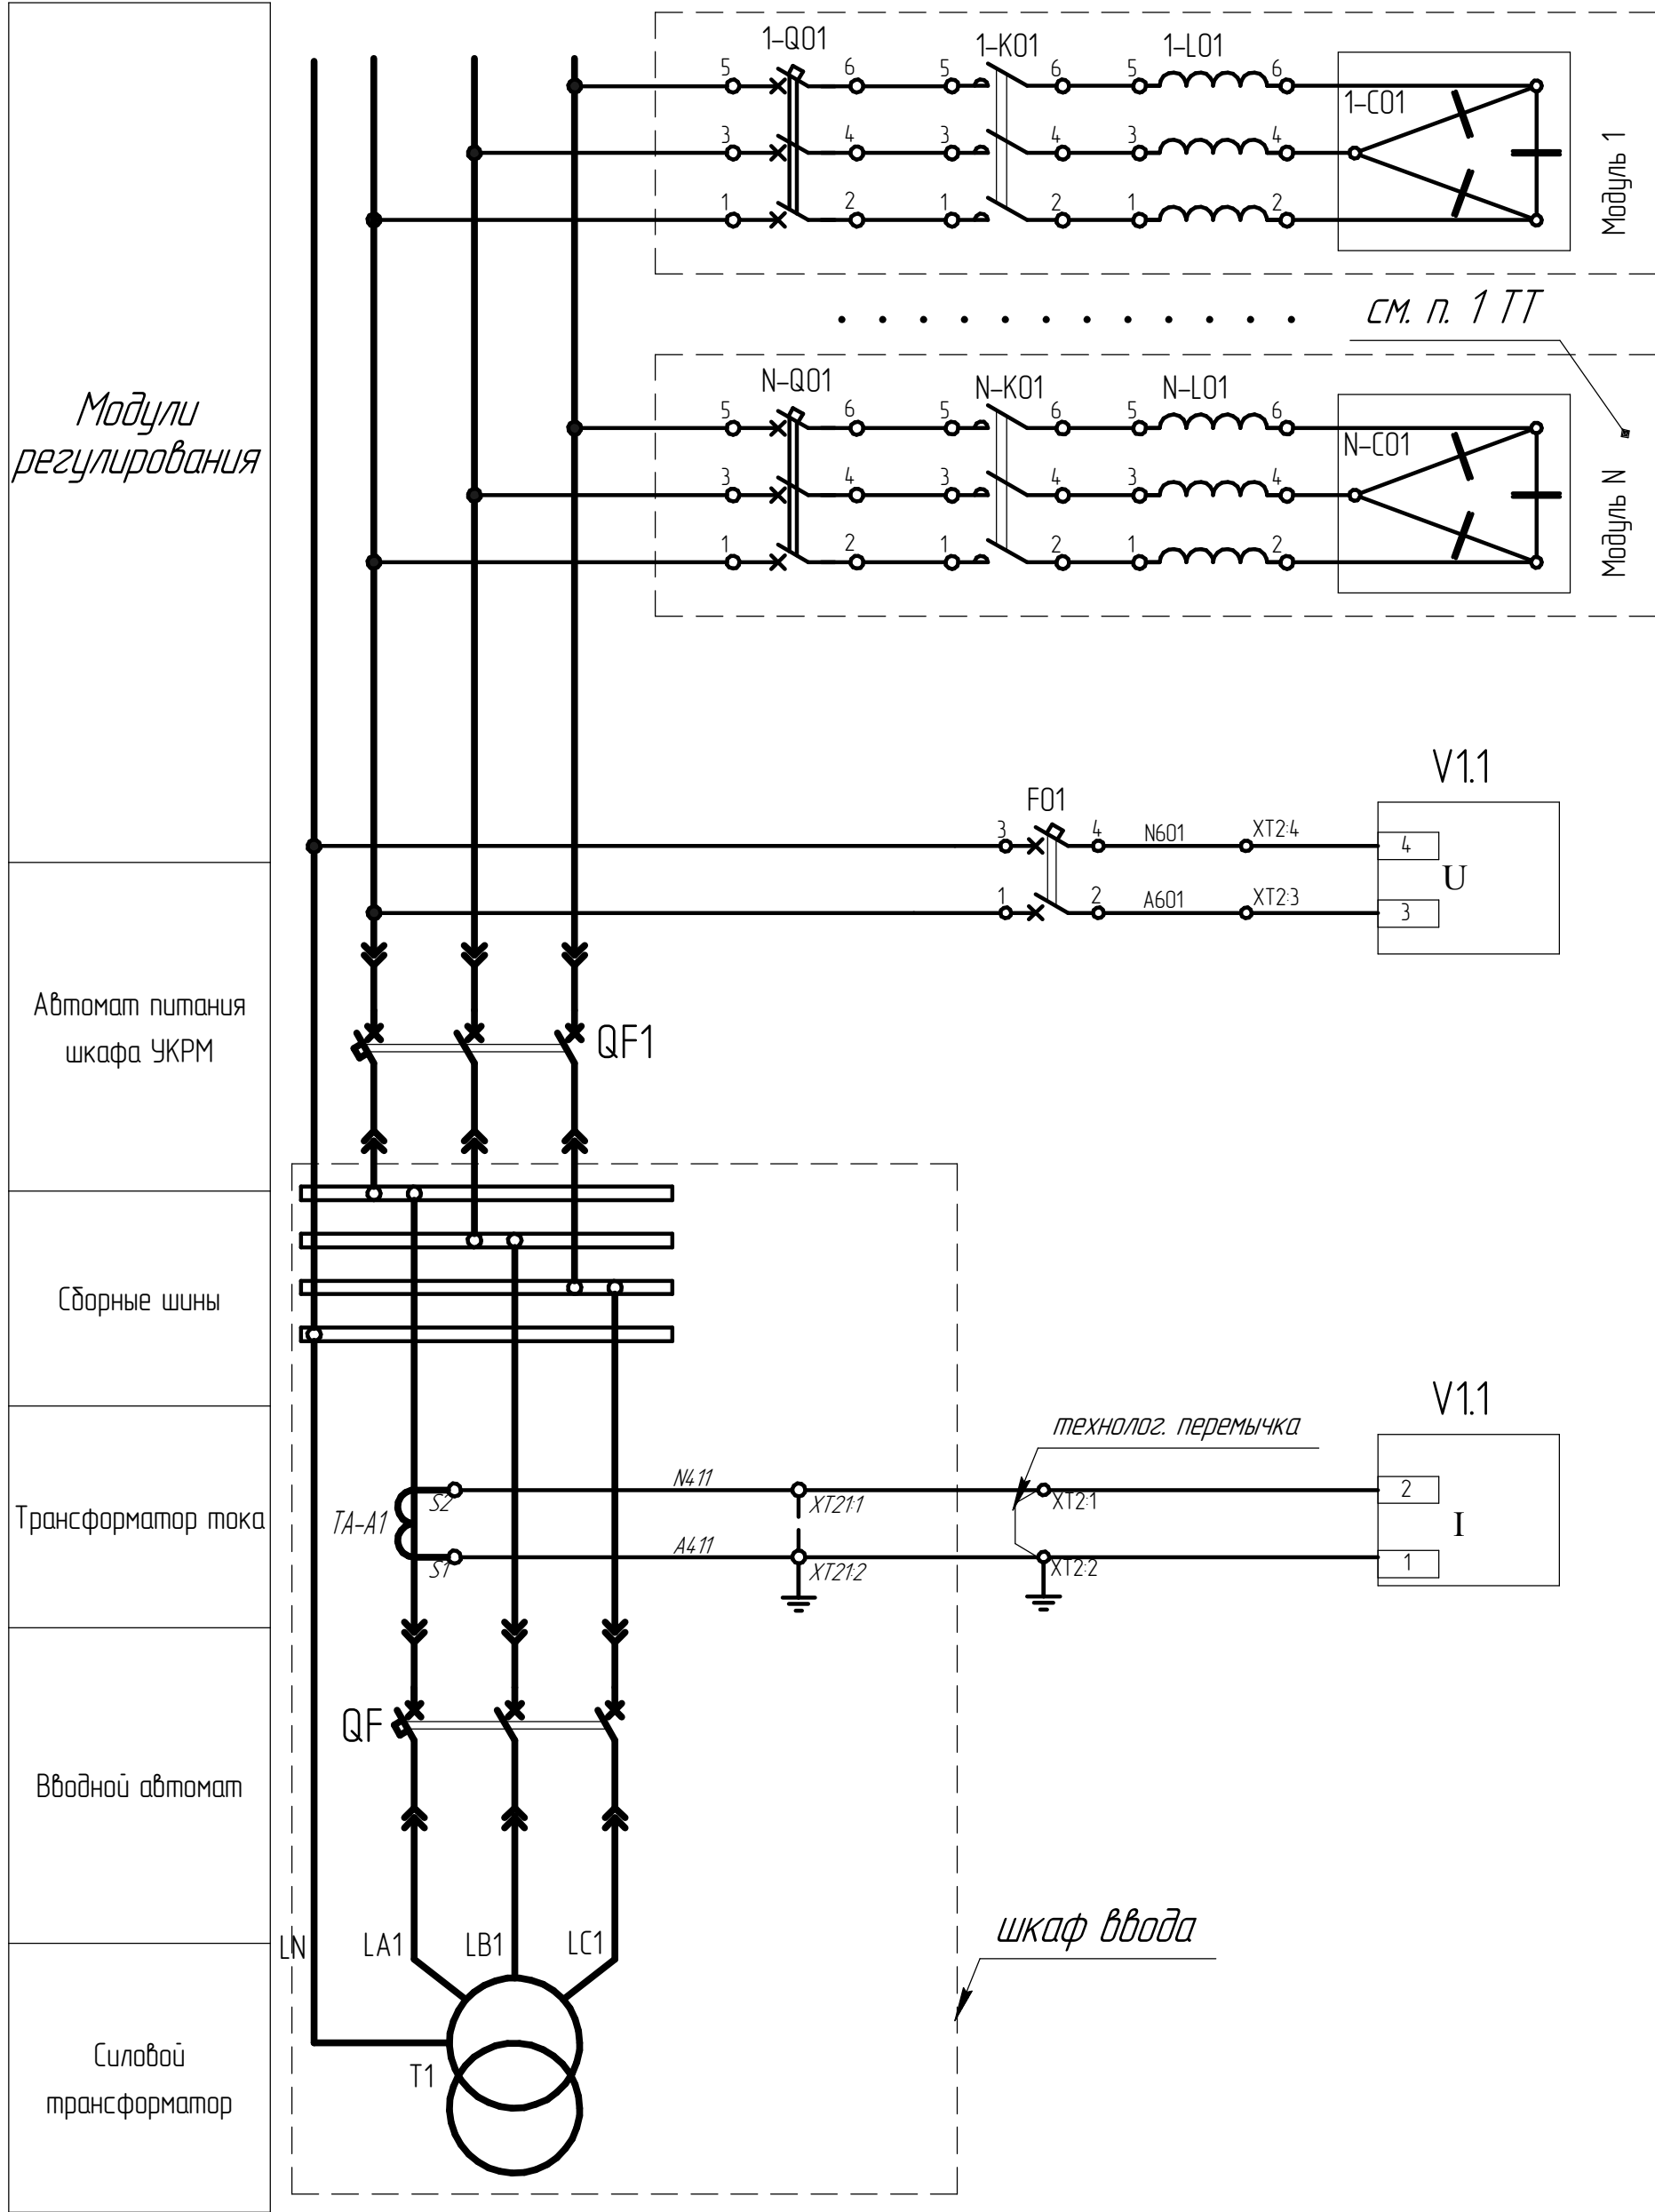 1-Q01
1-K01
1-L01
5
6
5
6
5
6
1-C01
3
4
3
4
3
4
1
2
1
2
1
2
Модуль 1
см. п. 1 ТТ
Модули
регулирования
N-Q01
N-K01
N-L01
5
6
5
6
5
6
N-C01
3
4
3
4
3
4
1
2
1
2
1
2
Модуль N
V1.1
F01
3
4
N601
XT2:4
4
U
1
2
A601
XT2:3
3
Автомат питания
шкафа УКРМ
QF1
Сборные шины
V1.1
технолог. перемычка
Трансформатор тока
TA-A1
S2
N411
XT21:1
XT2:1
2
I
S1
A411
XT21:2
XT2:2
1
QF
Вводной автомат
шкаф ввода
LN
LA1
LB1
LC1
Силовой
трансформатор
T1